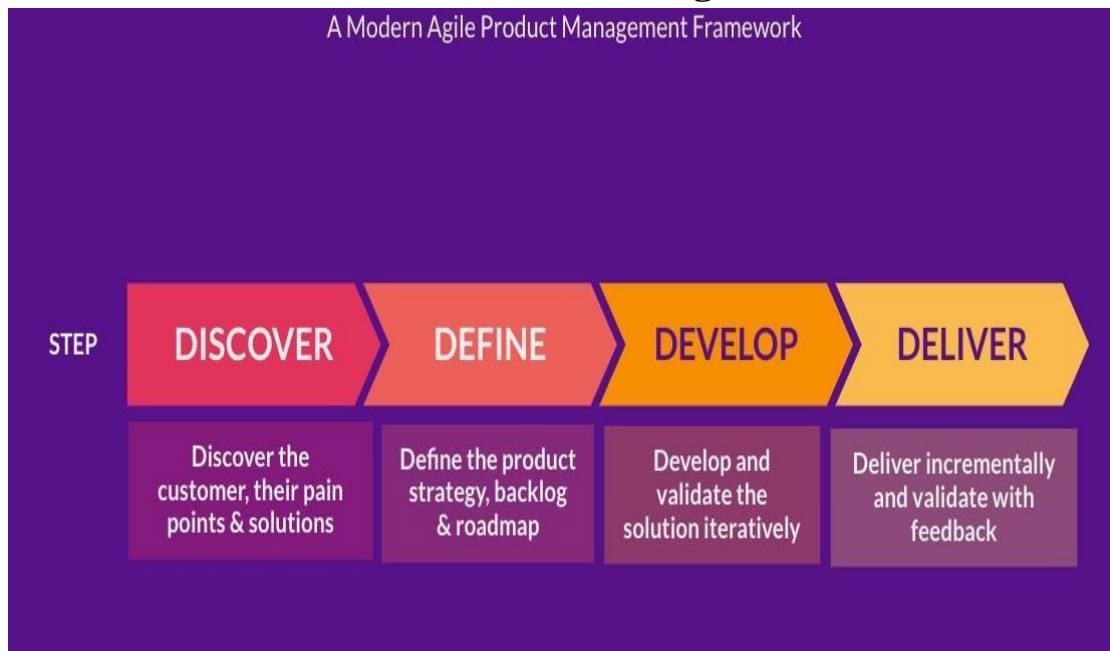 A Modern Agile Product Management Framework
STEP
DISCOVER
DEFINE
DEVELOP
DELIVER
Discover the
customer, their pain
points & solutions
Define the product
strategy, backlog
& roadmap
Develop and
validate the
solution iteratively
Deliver incrementally
and validate with
feedback